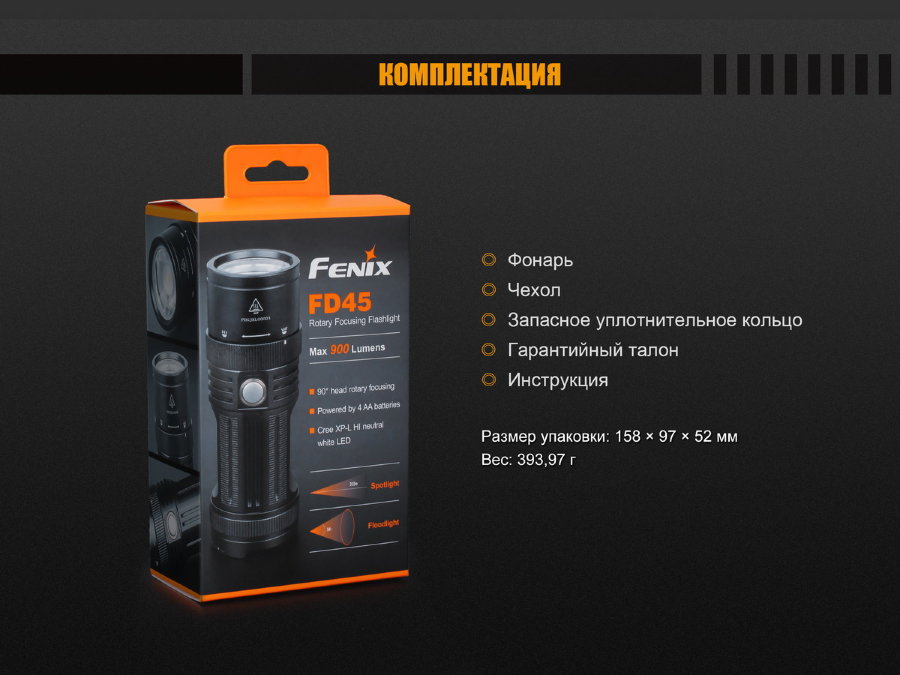 КОМПЛЕКТАЦИЯ
FENIX
FD45
Rotary Focusing Flashlight
Max 900 Lumens
90° head rotary focusing
Powered by 4 AA batteries
Cree XP-L HI neutral
white LED
Spotlight
Floodlight
Фонарь
Чехол
Запасное уплотнительное кольцо
Гарантийный талон
Инструкция
Размер упаковки: 158 × 97 × 52 мм
Вес: 393,97 г